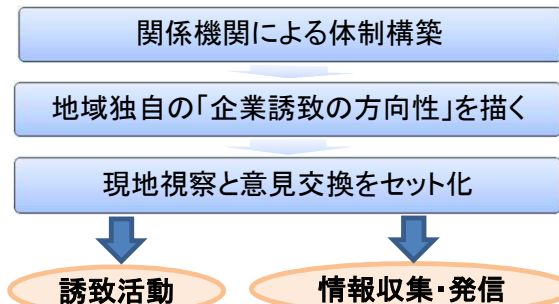 関係機関による体制構築
地域独自の「企業誘致の方向性」を描く
現地視察と意見交換をセット化
誘致活動
情報収集・発信